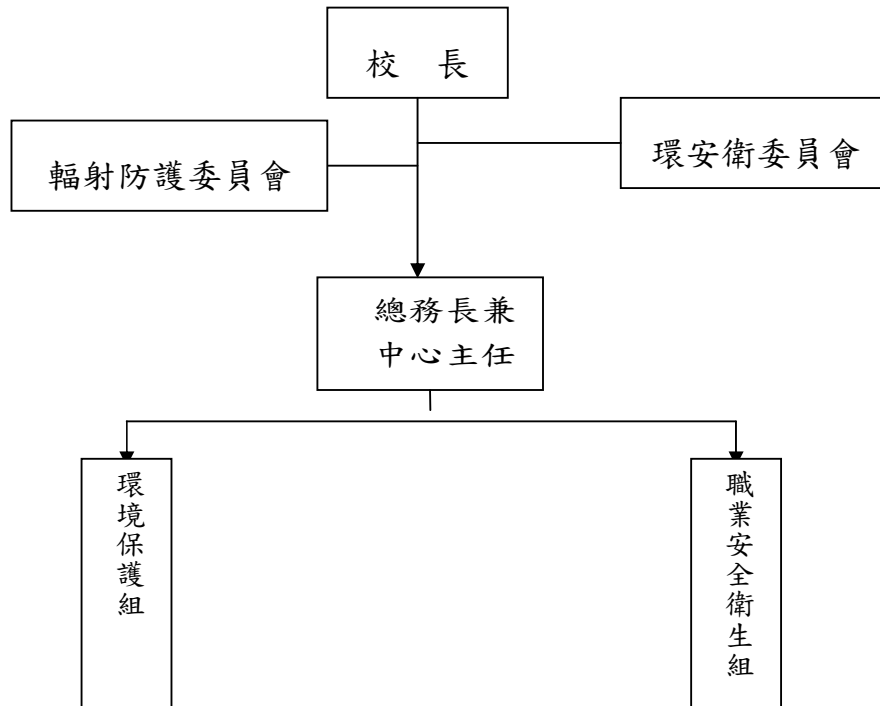 校 長
環安衛委員會
輻射防護委員會
總務長兼
中心主任
環境保護組
職業安全衛生組